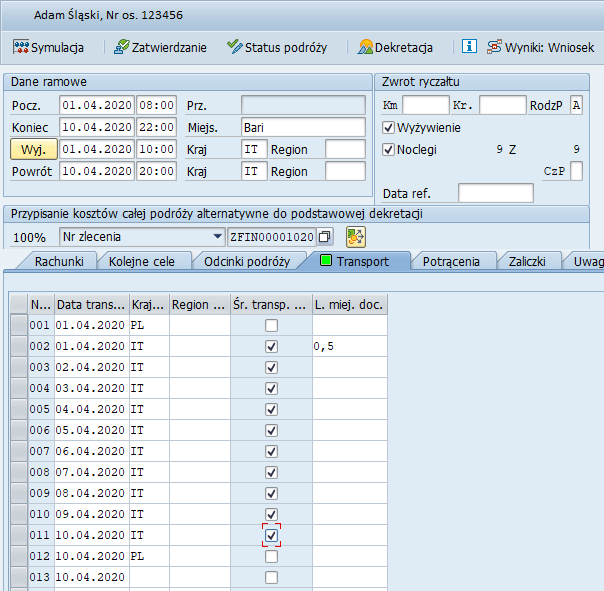 Adam Śląski, Nr os. 123456
Symulacja Zatwierdzanie Status podróży Dekretacja Wyniki: Wniosek
Dane ramowe Zwrot ryczałtu
Pocz. 01.04.2020 08:00 Prz. Km Kr. RodzP A
Koniec 10.04.2020 22:00 Miejs. Bari Wyżywienie
Wyj. 01.04.2020 10:00 Kraj IT Region Noclegi 9 Z 9
Powrót 10.04.2020 20:00 Kraj IT Region CzP
Data ref.
Przypisanie kosztów całej podróży alternatywne do podstawowej dekretacji
100% Nr zlecenia ZFIN00001020
Rachunki Kolejne cele Odcinki podróży Transport Potrącenia Zaliczki Uwag
N... Data trans... Kraj... Region ... Śr. transp. ... L. miej. doc.
001 01.04.2020 PL
002 01.04.2020 IT 0,5
003 02.04.2020 IT
004 03.04.2020 IT
005 04.04.2020 IT
006 05.04.2020 IT
007 06.04.2020 IT
008 07.04.2020 IT
009 08.04.2020 IT
010 09.04.2020 IT
011 10.04.2020 IT
012 10.04.2020 PL
013 10.04.2020